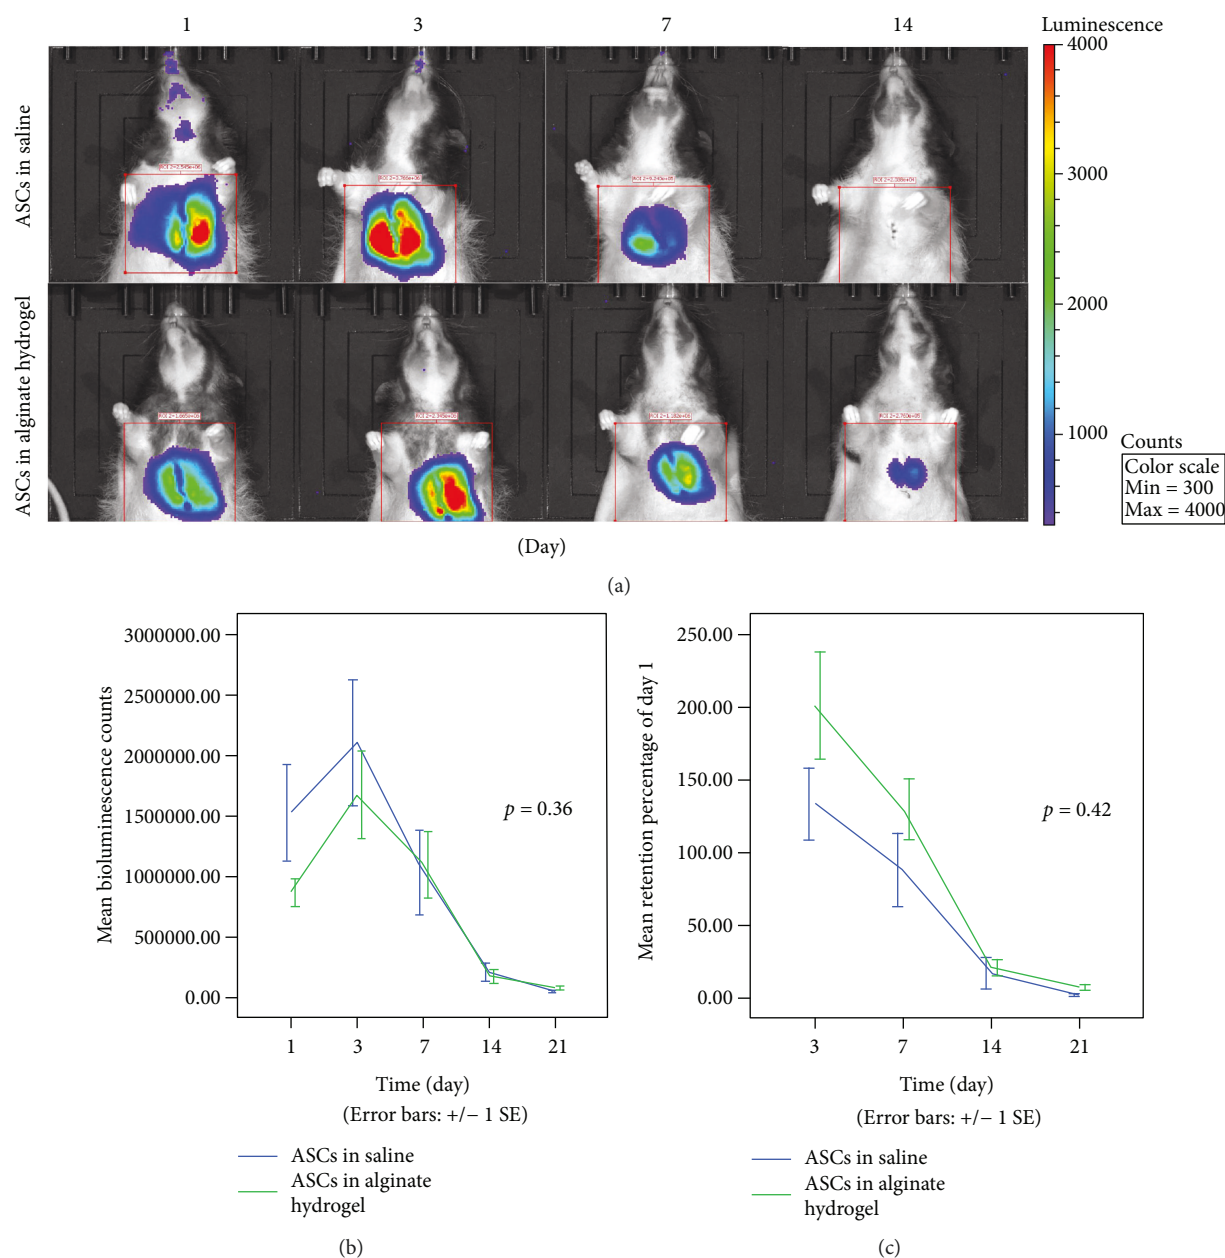 1 3 7 14 Luminescence
ASCs in saline
ASCs in alginate hydrogel
4000
3000
2000
1000
Counts
Color scale
Min = 300
Max = 4000
(Day)
(a)
Mean bioluminescence counts
3000000.00
2500000.00
2000000.00
1500000.00
1000000.00
500000.00
0.00
p = 0.36
1 3 7 14 21
Time (day)
(Error bars: +/− 1 SE)
ASCs in saline
ASCs in alginate
hydrogel
(b)
Mean retention percentage of day 1
250.00
200.00
150.00
100.00
50.00
0.00
p = 0.42
3 7 14 21
Time (day)
(Error bars: +/− 1 SE)
ASCs in saline
ASCs in alginate
hydrogel
(c)